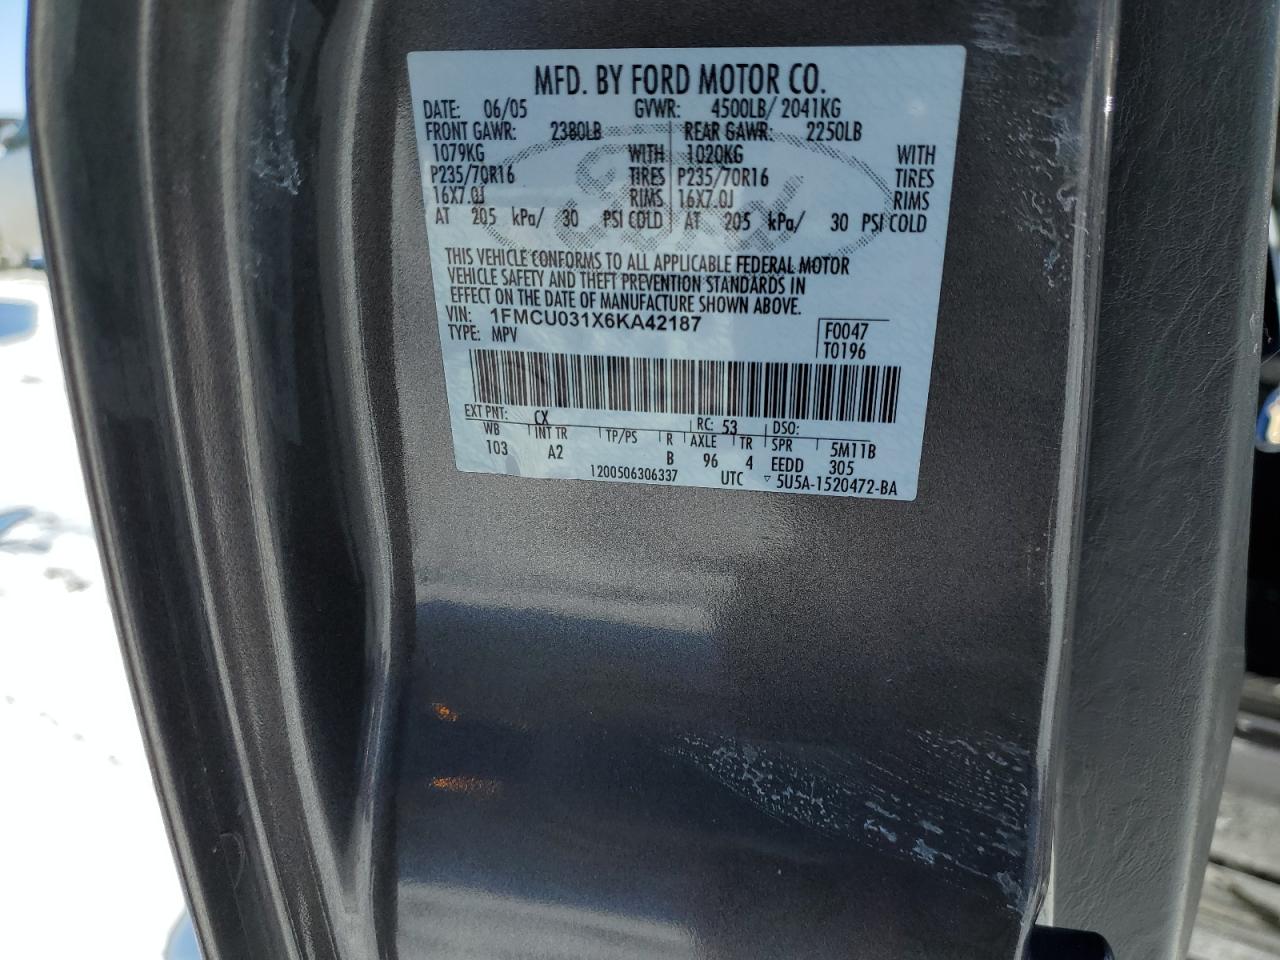 MFD. BY FORD MOTOR CO.
DATE: 06/05 GVWR: 4500LB/ 2041KG
FRONT GAWR: 2380LB REAR GAWR: 2250LB
1079KG WITH 1020KG WITH
P235/70R16 TIRES P235/70R16 TIRES
16X7.0J RIMS 16X7.0J RIMS
AT 205 kPa/ 30 PSI COLD AT 205 kPa/ 30 PSI COLD
Ford
THIS VEHICLE CONFORMS TO ALL APPLICABLE FEDERAL MOTOR
VEHICLE SAFETY AND THEFT PREVENTION STANDARDS IN
EFFECT ON THE DATE OF MANUFACTURE SHOWN ABOVE.
VIN: 1FMCU031X6KA42187
TYPE: MPV
F0047
T0196
EXT PNT: CX RC: 53 DSO:
WB INT TR TP/PS R AXLE TR SPR 5M11B
103 A2 B 96 4 EEDD 305
1200506306337 UTC ▽ 5U5A-1520472-BA